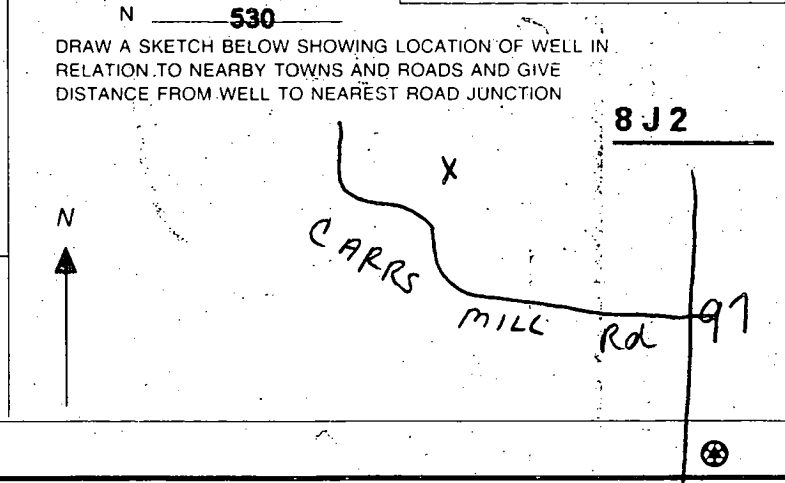 N 530
DRAW A SKETCH BELOW SHOWING LOCATION OF WELL IN
RELATION TO NEARBY TOWNS AND ROADS AND GIVE
DISTANCE FROM WELL TO NEAREST ROAD JUNCTION
8 J 2
X
N
CARRS
MILL Rd 97